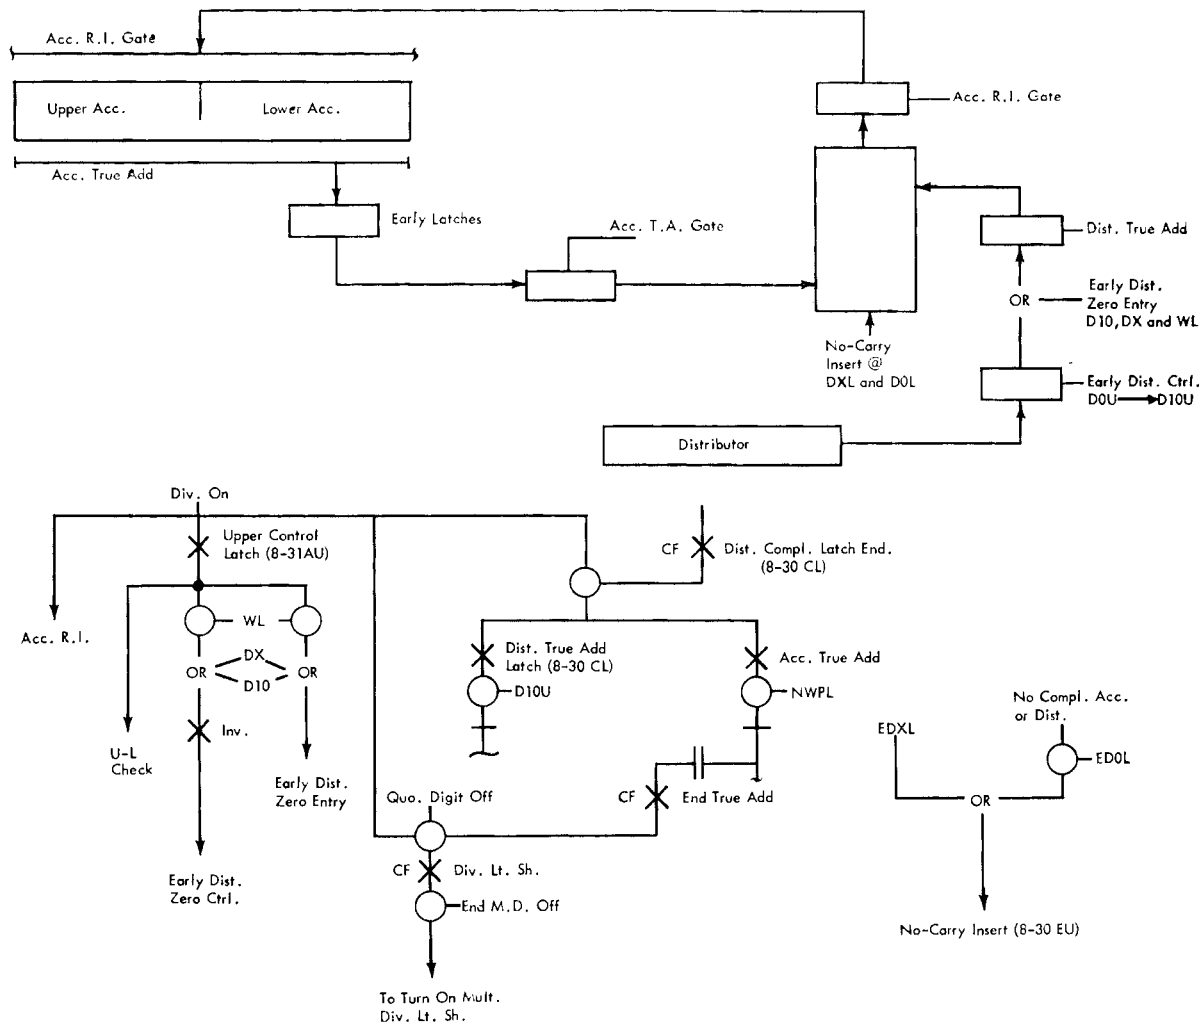 Acc. R.I. Gate
Upper Acc.
Lower Acc.
Acc. True Add
Early Latches
Acc. T.A. Gate
Acc. R.I. Gate
Dist. True Add
OR
Early Dist.
Zero Entry
D10, DX and WL
No-Carry
Insert @
DXL and D0L
Early Dist. Ctrl.
D0U D10U
Distributor
Div. On
Upper Control
Latch (8-31AU)
CF
Dist. Compl. Latch End.
(8-30 CL)
Acc. R.I.
WL
OR
DX
D10
OR
Inv.
U-L
Check
Early Dist.
Zero Entry
Early Dist.
Zero Ctrl.
Dist. True Add
Latch (8-30 CL)
D10U
Acc. True Add
NWPL
CF
End True Add
Quo. Digit Off
CF
Div. Lt. Sh.
End M.D. Off
To Turn On Mult.
Div. Lt. Sh.
EDXL
No Compl. Acc.
or Dist.
ED0L
OR
No-Carry Insert (8-30 EU)